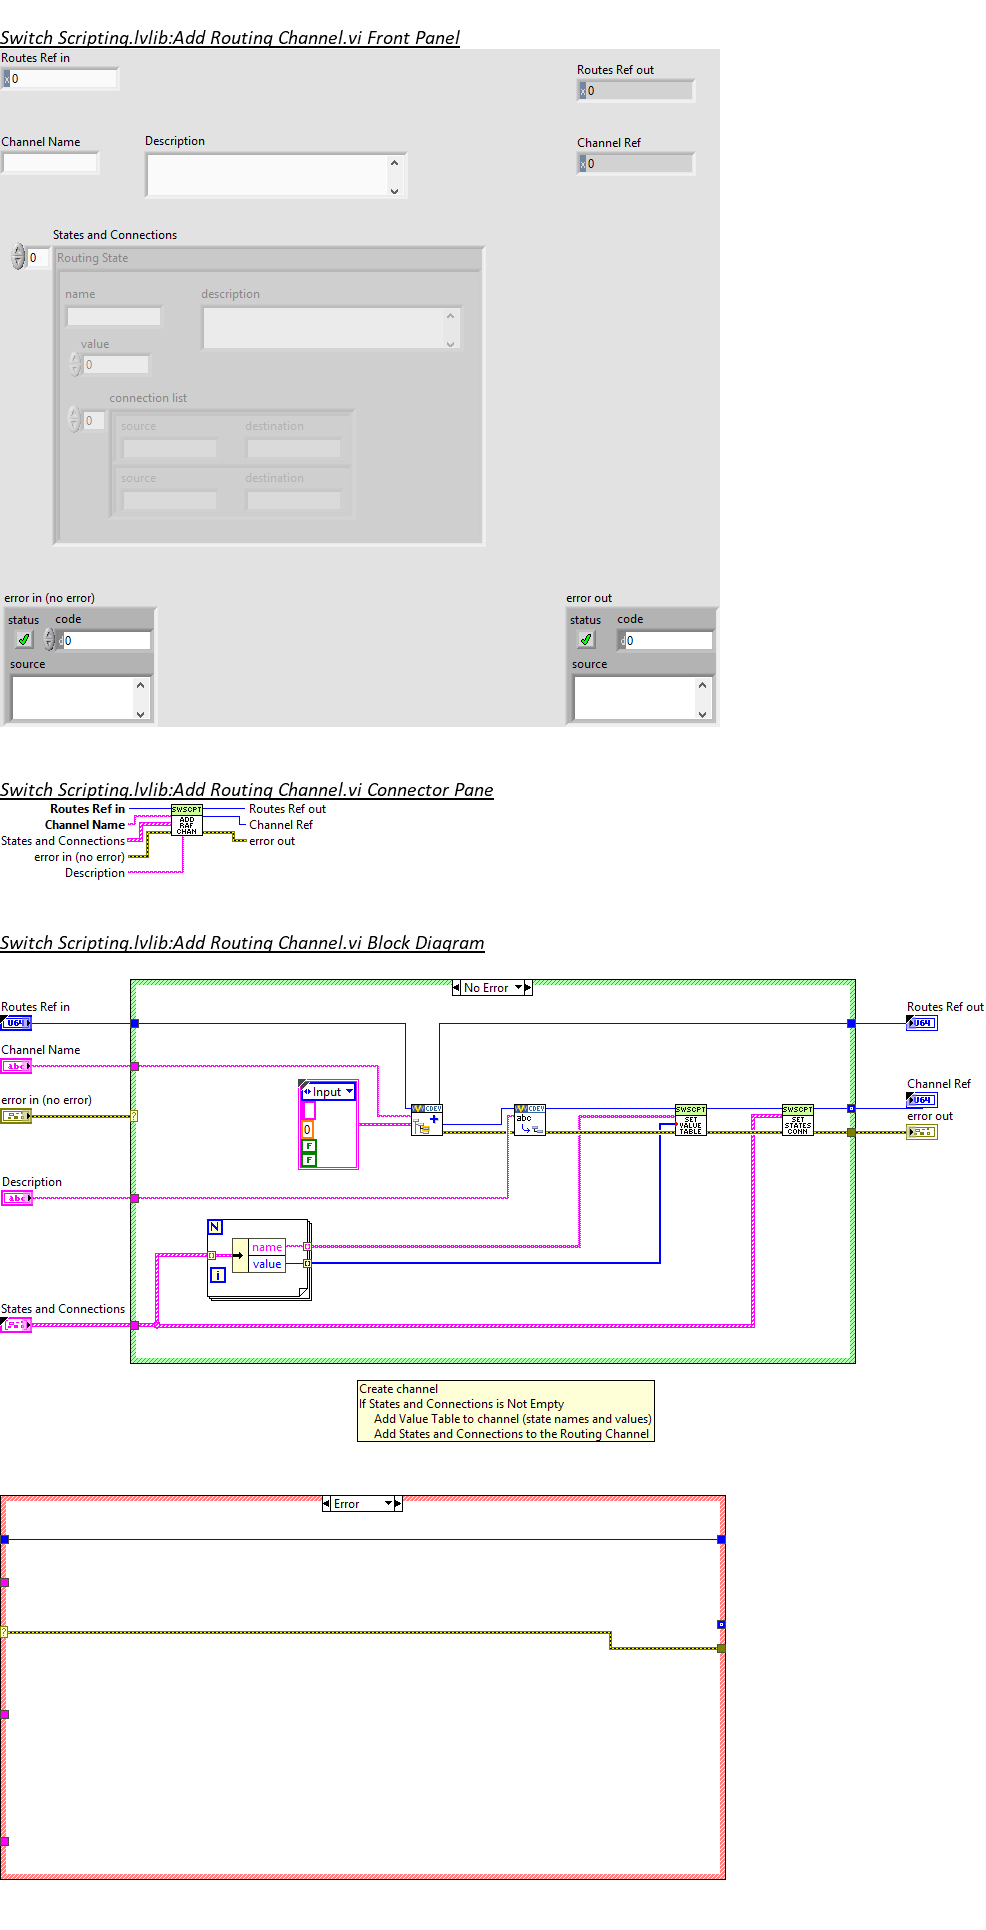 Switch Scripting.lvlib:Add Routing Channel.vi Front Panel
Routes Ref in
x 0
Routes Ref out
x 0
Channel Name
Description
Channel Ref
x 0
States and Connections
0
Routing State
name
description
value
0
connection list
0
source destination
source destination
error in (no error)
status code
d 0
source
error out
status code
d 0
source
Switch Scripting.lvlib:Add Routing Channel.vi Connector Pane
Routes Ref in
Channel Name
States and Connections
error in (no error)
Description
SWSCPT
ADD
RAF
CHAN
Routes Ref out
Channel Ref
error out
Switch Scripting.lvlib:Add Routing Channel.vi Block Diagram
No Error
Routes Ref in
U64
Routes Ref out
U64
Channel Name
abc
Input
0
F
F
error in (no error)
?
CDEV
CDEV
abc
SWSCPT
SET
VALUE
TABLE
SWSCPT
SET
STATES
CONN
Channel Ref
U64
error out
Description
abc
N
name
value
i
States and Connections
Create channel
If States and Connections is Not Empty
Add Value Table to channel (state names and values)
Add States and Connections to the Routing Channel
Error
?